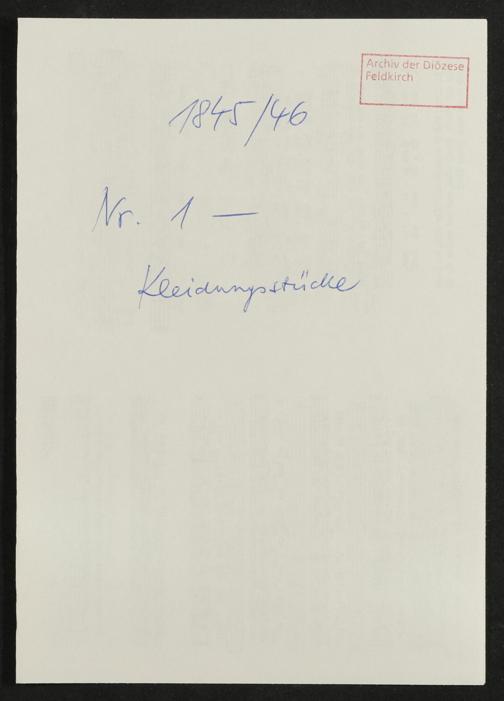 Archiv der Diözese
Feldkirch
1845/46
Nr. 1 —
Kleidungsstücke